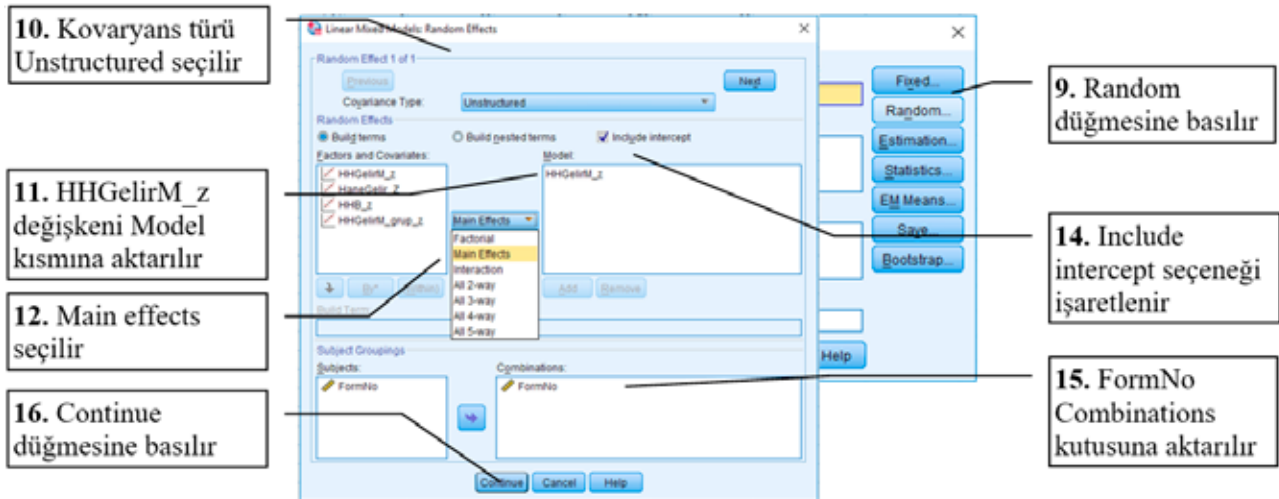 10. Kovaryans türü
Unstructured seçilir
11. HHGelirM_z
değişkeni Model
kısmına aktarılır
12. Main effects
seçilir
16. Continue
düğmesine basılır
Linear Mixed Models: Random Effects
Random Effect 1 of 1
Previous
Next
Covariance Type:
Unstructured
Random Effects
Build terms
Build nested terms
Include intercept
Factors and Covariates:
Model:
HHGelirM_z
HaneGelir_Z
HHB_z
HHGelirM_grup_z
HHGelirM_z
Main Effects
Factorial
Main Effects
Interaction
All 2-way
All 3-way
All 4-way
All 5-way
By*
(Within)
Add
Remove
Build Term:
Subject Groupings
Subjects:
Combinations:
FormNo
FormNo
Continue
Cancel
Help
Fixed...
Random...
Estimation...
Statistics...
EM Means...
Save...
Bootstrap...
Help
9. Random
düğmesine basılır
14. Include
intercept seçeneği
işaretlenir
15. FormNo
Combinations
kutusuna aktarılır